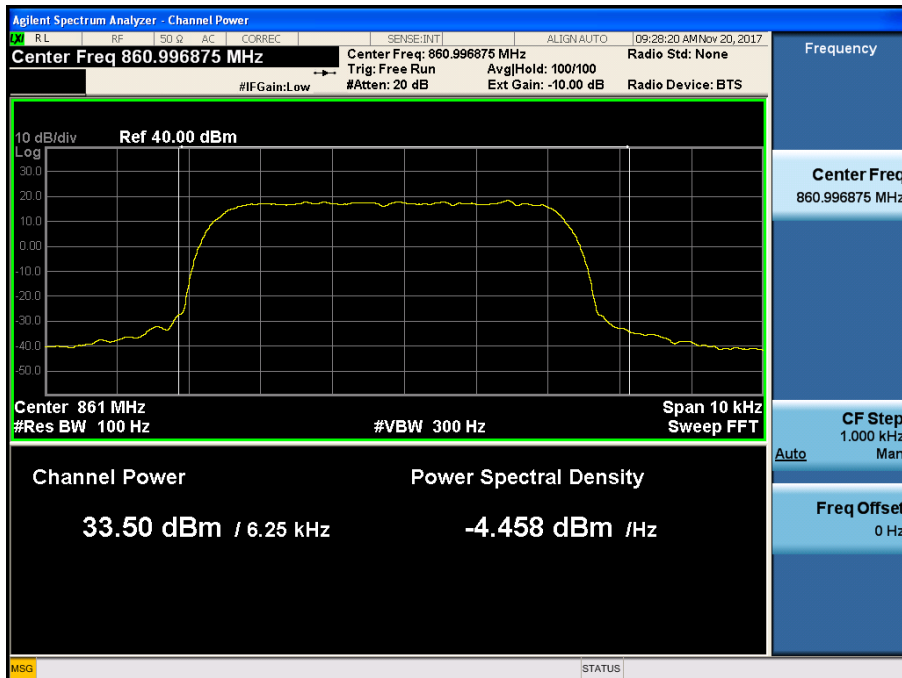 Agilent Spectrum Analyzer - Channel Power
LXI RL RF 50 Ω AC CORREC SENSE:INT ALIGN AUTO 09:28:20 AM Nov 20, 2017
Center Freq 860.996875 MHz
#IFGain:Low
Center Freq: 860.996875 MHz
Trig: Free Run Avg|Hold: 100/100
#Atten: 20 dB Ext Gain: -10.00 dB
Radio Std: None
Radio Device: BTS
10 dB/div Ref 40.00 dBm
Log
30.0
20.0
10.0
0.00
-10.0
-20.0
-30.0
-40.0
-50.0
Center 861 MHz Span 10 kHz
#Res BW 100 Hz #VBW 300 Hz Sweep FFT
Channel Power Power Spectral Density
33.50 dBm / 6.25 kHz -4.458 dBm /Hz
Frequency
Center Freq
860.996875 MHz
CF Step
1.000 kHz
Auto Man
Freq Offset
0 Hz
MSG STATUS